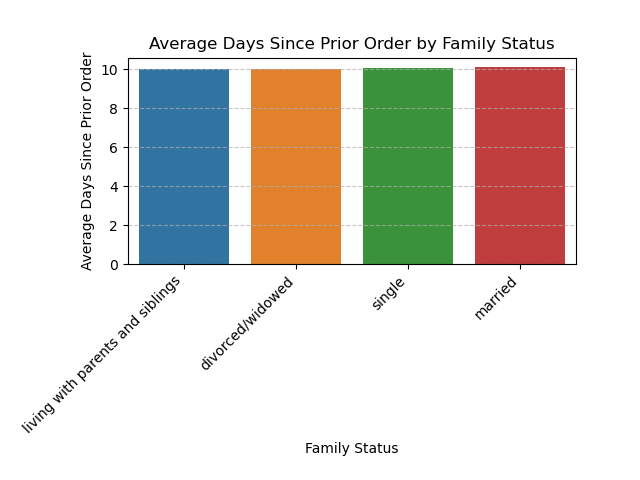 Average Days Since Prior Order by Family Status
Average Days Since Prior Order
10
8
6
4
2
0
living with parents and siblings
divorced/widowed
single
married
Family Status